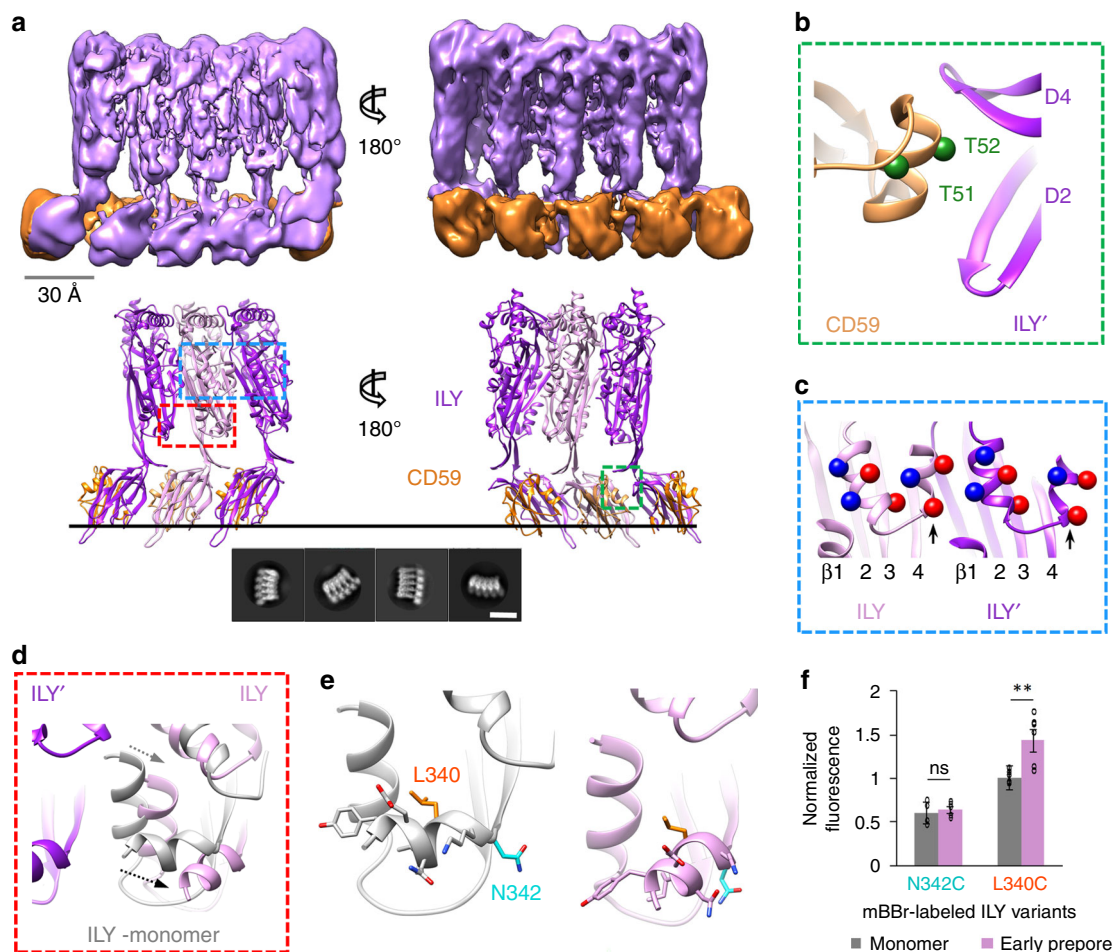 a
180°
30 Å
ILY
180°
CD59
b
D4
T52
T51
D2
CD59
ILY′
c
β1 2 3 4 β1 2 3 4
ILY ILY′
d
ILY′ ILY
ILY -monomer
e
L340
N342
f
Normalized
fluorescence
2
1.5
1
0.5
0
ns
**
N342C L340C
mBBr-labeled ILY variants
Monomer Early prepore